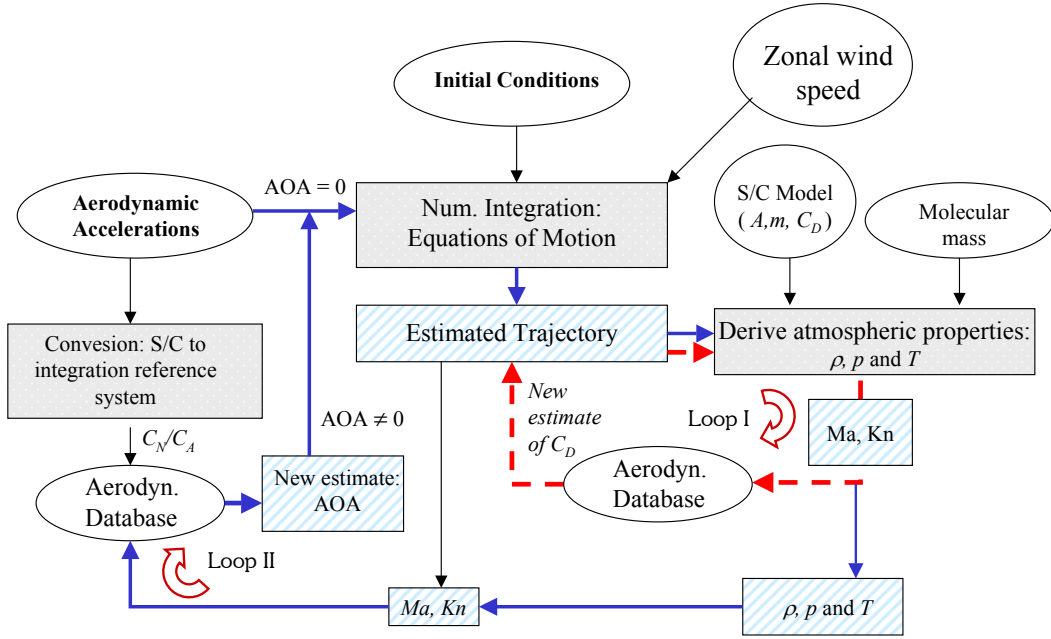 Initial Conditions
Zonal wind
speed
AOA = 0
Aerodynamic
Accelerations
Num. Integration:
Equations of Motion
S/C Model
( A,m, C_D)
Molecular
mass
Estimated Trajectory
Derive atmospheric properties:
ρ, p and T
Convesion: S/C to
integration reference
system
AOA ≠ 0
New
estimate
of C_D
Loop I
Ma, Kn
C_N/C_A
Aerodyn.
Database
New estimate:
AOA
Aerodyn.
Database
Loop II
Ma, Kn
ρ, p and T